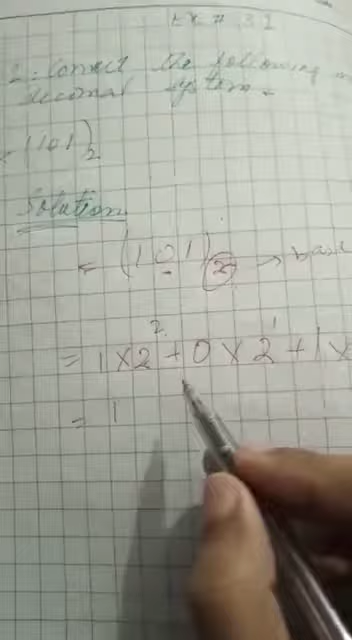 Ex # 3.1
2. Convert the following in
decimal system.
(101)₂
Solution
= (101)₂ → base
= 1 × 2² + 0 × 2¹ + 1 ×
= 1